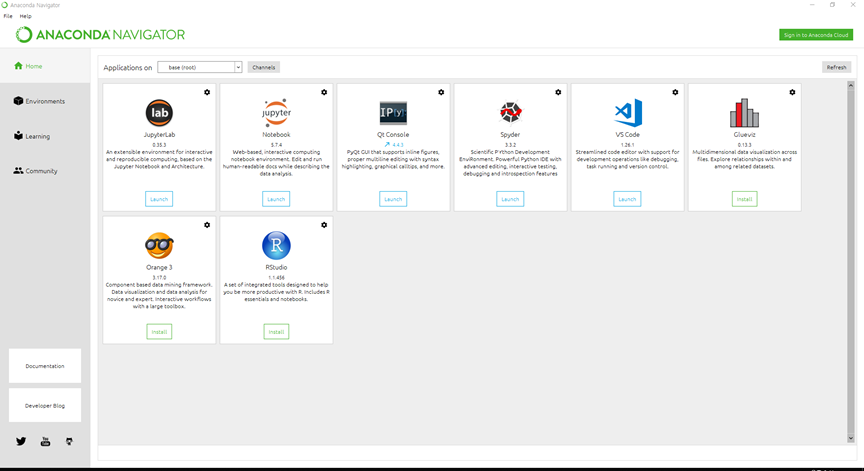 Anaconda Navigator
File Help
ANACONDA NAVIGATOR
Sign in to Anaconda Cloud
Home
Environments
Learning
Community
Documentation
Developer Blog
Applications on
base (root)
Channels
Refresh
lab
JupyterLab
0.35.3
An extensible environment for interactive
and reproducible computing, based on the
Jupyter Notebook and Architecture.
Launch
jupyter
Notebook
5.7.4
Web-based, interactive computing
notebook environment. Edit and run
human-readable docs while describing the
data analysis.
Launch
IP[y]
Qt Console
4.4.3
PyQt GUI that supports inline figures,
proper multiline editing with syntax
highlighting, graphical calltips, and more.
Launch
Spyder
3.3.2
Scientific PYthon Development
EnviRonment. Powerful Python IDE with
advanced editing, interactive testing,
debugging and introspection features
Launch
VS Code
1.26.1
Streamlined code editor with support for
development operations like debugging,
task running and version control.
Launch
Glueviz
0.13.3
Multidimensional data visualization across
files. Explore relationships within and
among related datasets.
Install
Orange 3
3.17.0
Component based data mining framework.
Data visualization and data analysis for
novice and expert. Interactive workflows
with a large toolbox.
Install
R
RStudio
1.1.456
A set of integrated tools designed to help
you be more productive with R. Includes R
essentials and notebooks.
Install
You
Tube